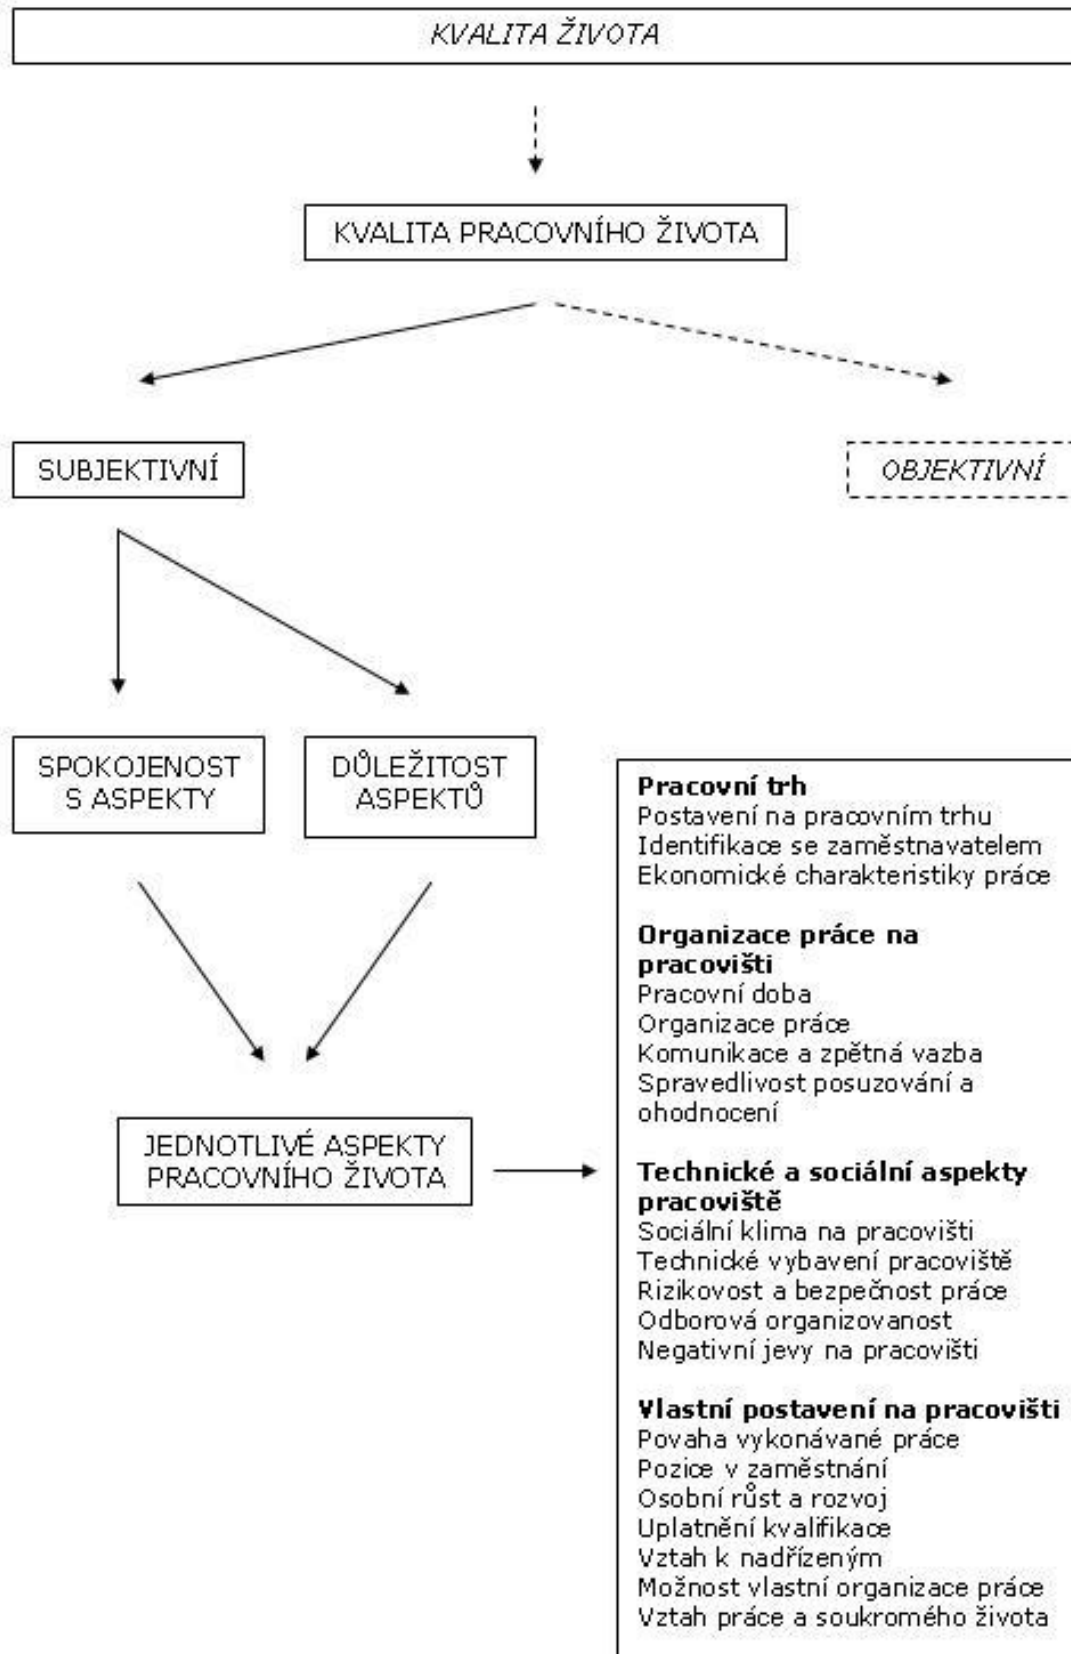 KVALITA ŽIVOTA
KVALITA PRACOVNÍHO ŽIVOTA
SUBJEKTIVNÍ
OBJEKTIVNÍ
SPOKOJENOST
S ASPEKTY
DŮLEŽITOST
ASPEKTŮ
JEDNOTLIVÉ ASPEKTY
PRACOVNÍHO ŽIVOTA
Pracovní trh
Postavení na pracovním trhu
Identifikace se zaměstnavatelem
Ekonomické charakteristiky práce
Organizace práce na
pracovišti
Pracovní doba
Organizace práce
Komunikace a zpětná vazba
Spravedlivost posuzování a
ohodnocení
Technické a sociální aspekty
pracoviště
Sociální klima na pracovišti
Technické vybavení pracoviště
Rizikovost a bezpečnost práce
Odborová organizovanost
Negativní jevy na pracovišti
Vlastní postavení na pracovišti
Povaha vykonávané práce
Pozice v zaměstnání
Osobní růst a rozvoj
Uplatnění kvalifikace
Vztah k nadřízeným
Možnost vlastní organizace práce
Vztah práce a soukromého života